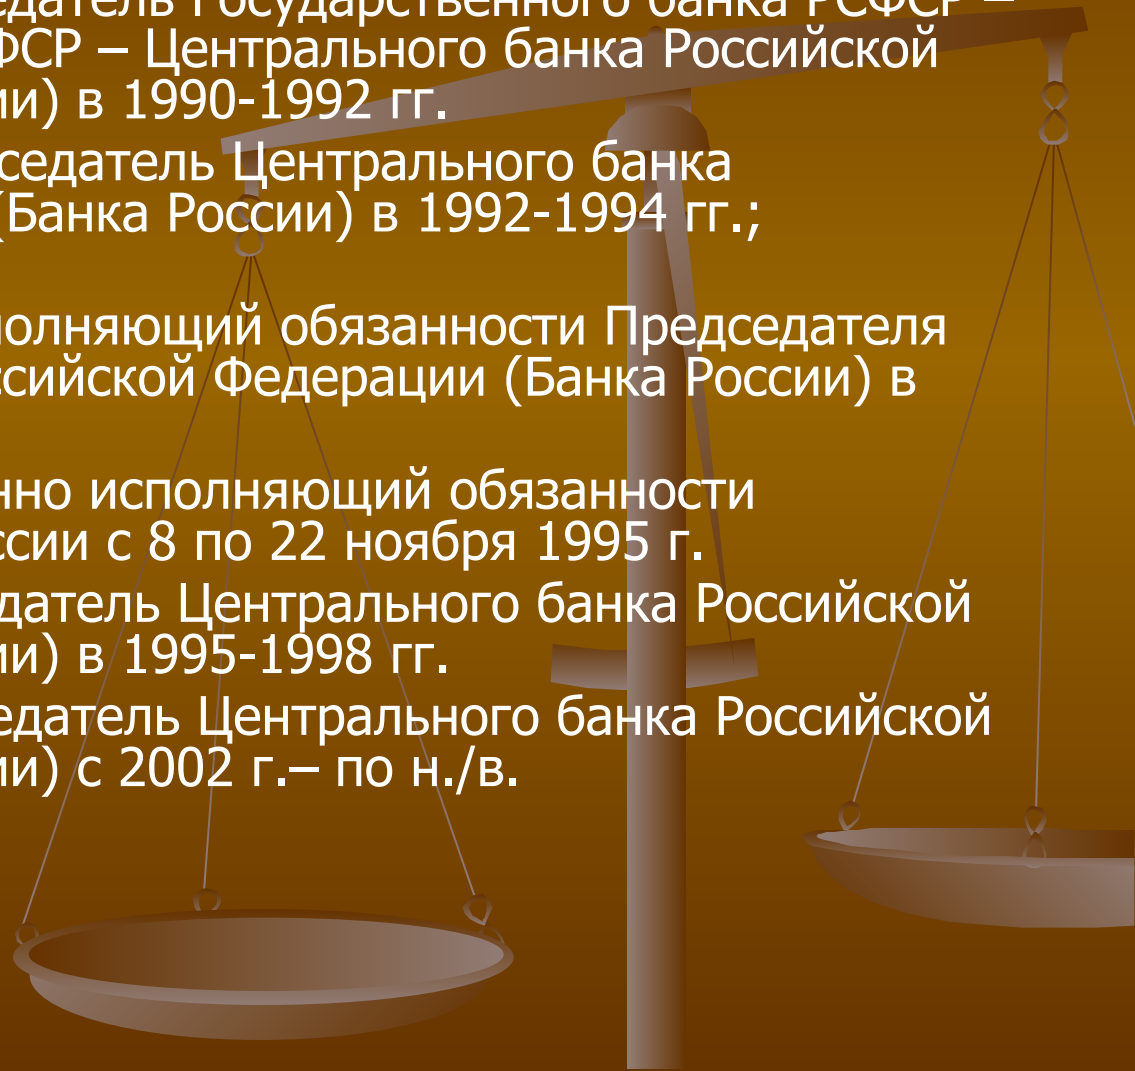 едатель Государственного банка РСФСР –
ФСР – Центрального банка Российской
ии) в 1990-1992 гг.
седатель Центрального банка
(Банка России) в 1992-1994 гг.;
полняющий обязанности Председателя
ссийской Федерации (Банка России) в
нно исполняющий обязанности
ссии с 8 по 22 ноября 1995 г.
датель Центрального банка Российской
ии) в 1995-1998 гг.
едатель Центрального банка Российской
ии) с 2002 г.– по н./в.